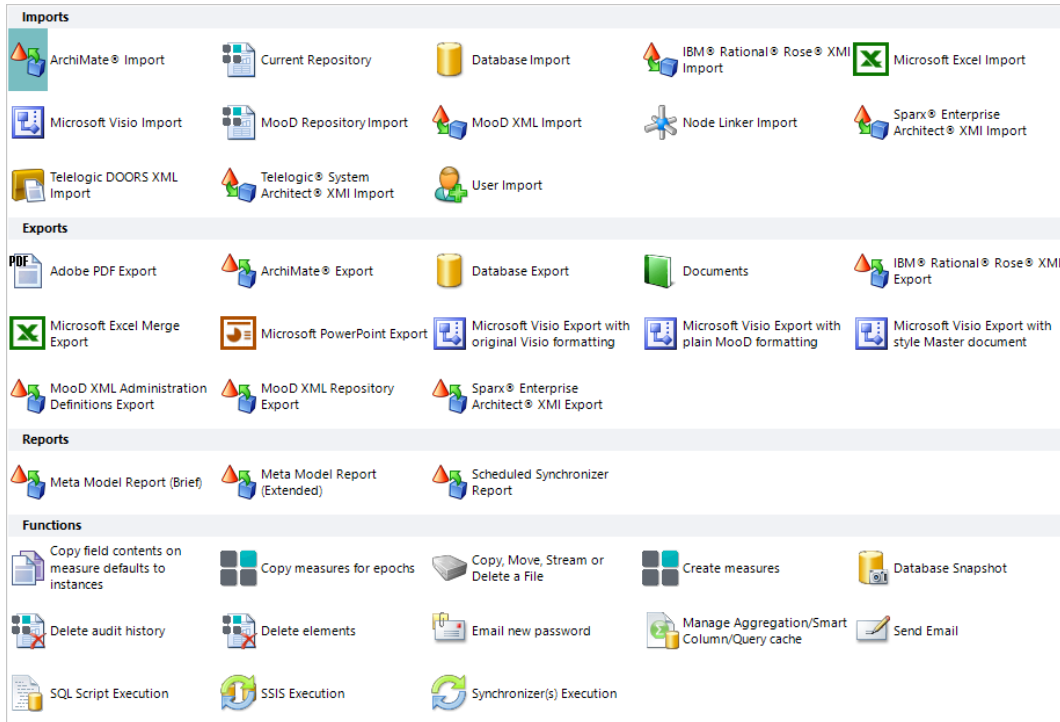 Imports
ArchiMate® Import
Current Repository
Database Import
IBM® Rational® Rose® XMI
Import
Microsoft Excel Import
Microsoft Visio Import
MooD Repository Import
MooD XML Import
Node Linker Import
Sparx® Enterprise
Architect® XMI Import
Telelogic DOORS XML
Import
Telelogic® System
Architect® XMI Import
User Import
Exports
PDF
Adobe PDF Export
ArchiMate® Export
Database Export
Documents
IBM® Rational® Rose® XMI
Export
Microsoft Excel Merge
Export
Microsoft PowerPoint Export
Microsoft Visio Export with
original Visio formatting
Microsoft Visio Export with
plain MooD formatting
Microsoft Visio Export with
style Master document
MooD XML Administration
Definitions Export
MooD XML Repository
Export
Sparx® Enterprise
Architect® XMI Export
Reports
Meta Model Report (Brief)
Meta Model Report
(Extended)
Scheduled Synchronizer
Report
Functions
Copy field contents on
measure defaults to
instances
Copy measures for epochs
Copy, Move, Stream or
Delete a File
Create measures
Database Snapshot
Delete audit history
Delete elements
Email new password
Manage Aggregation/Smart
Column/Query cache
Send Email
SQL Script Execution
SSIS Execution
Synchronizer(s) Execution